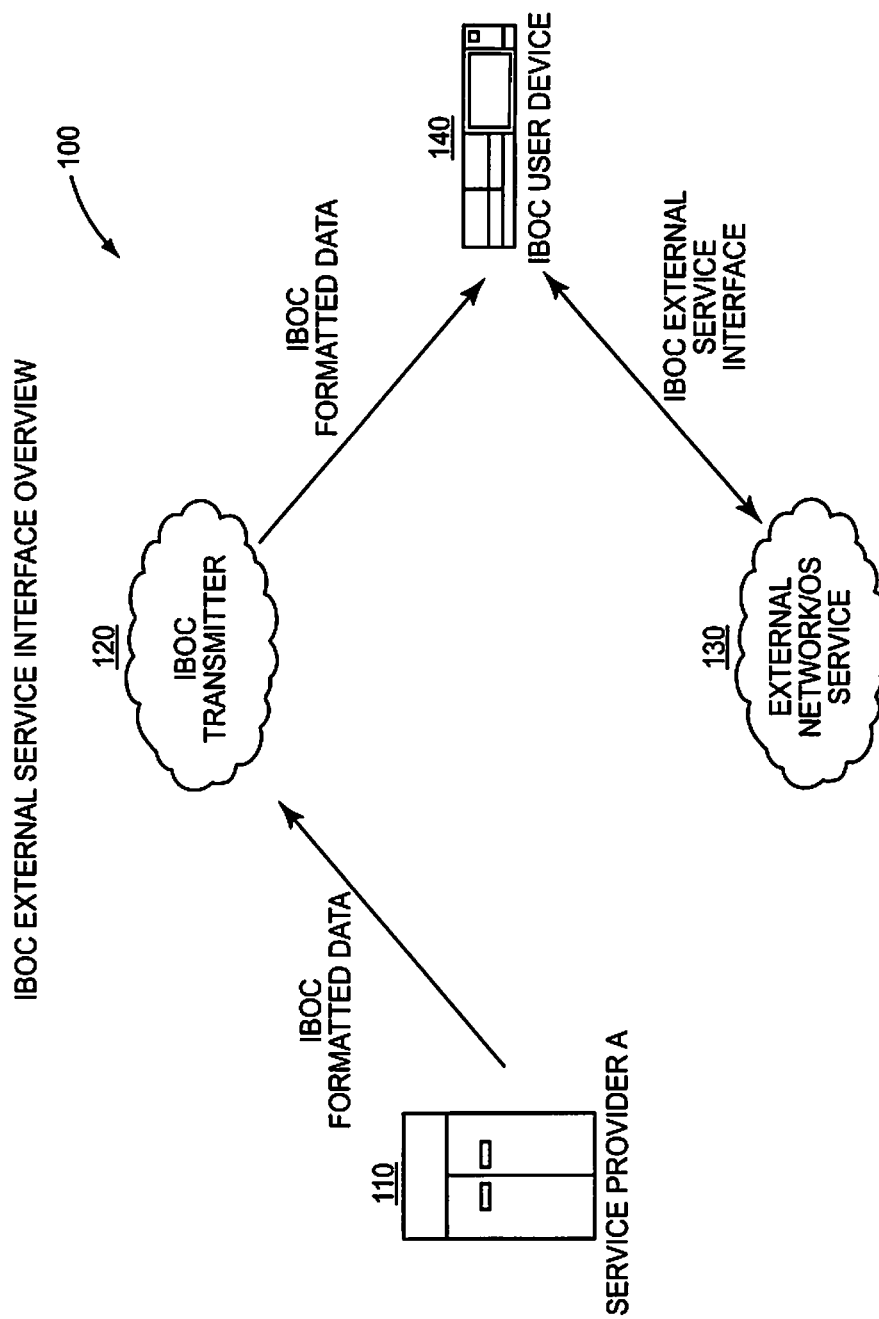 IBOC EXTERNAL SERVICE INTERFACE OVERVIEW
100
120
IBOC
TRANSMITTER
IBOC
FORMATTED DATA
IBOC
FORMATTED DATA
110
SERVICE PROVIDER A
140
IBOC USER DEVICE
IBOC EXTERNAL
SERVICE
INTERFACE
130
EXTERNAL
NETWORK/OS
SERVICE